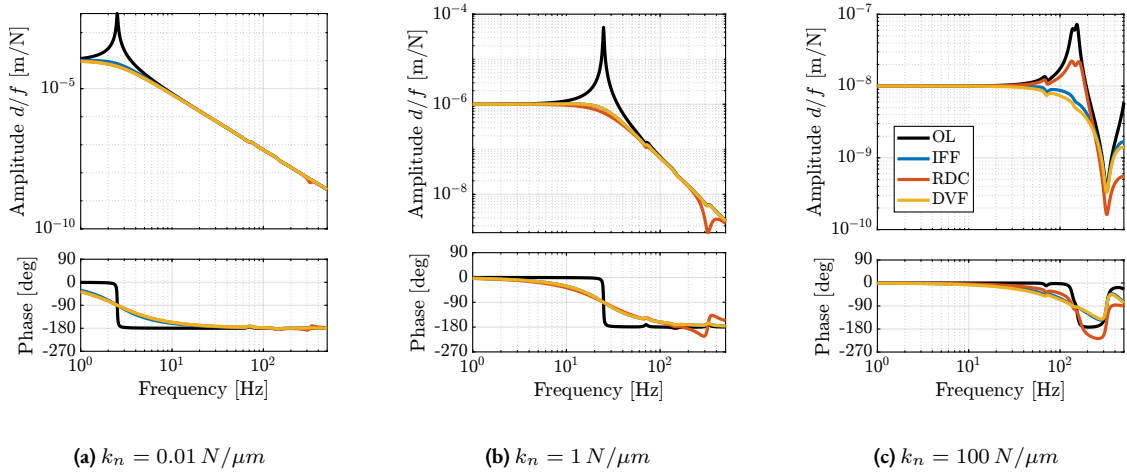 Amplitude d/f [m/N]
10^{-5}
10^{-10}
Phase [deg]
90
0
-90
-180
-270
10^0 10^1 10^2
Frequency [Hz]
(a) k_n = 0.01 N/μm
Amplitude d/f [m/N]
10^{-4}
10^{-6}
10^{-8}
Phase [deg]
90
0
-90
-180
-270
10^0 10^1 10^2
Frequency [Hz]
(b) k_n = 1 N/μm
Amplitude d/f [m/N]
10^{-7}
10^{-8}
10^{-9}
10^{-10}
OL
IFF
RDC
DVF
Phase [deg]
90
0
-90
-180
-270
10^0 10^1 10^2
Frequency [Hz]
(c) k_n = 100 N/μm